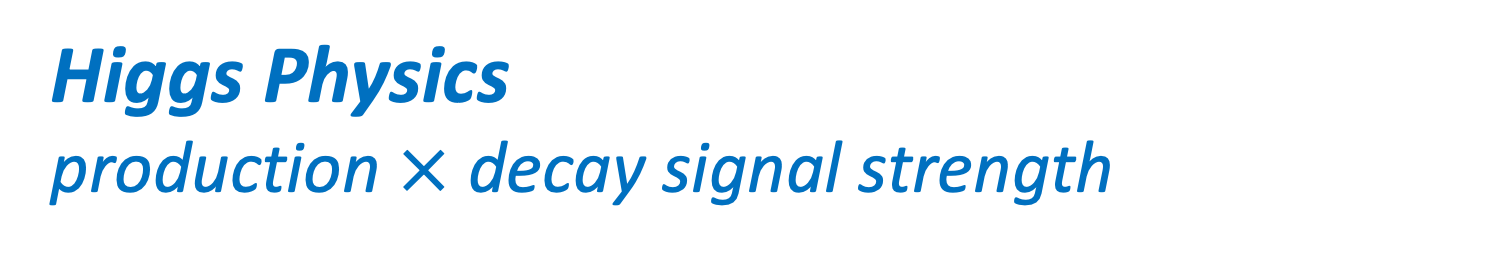 Higgs Physics
production × decay signal strength